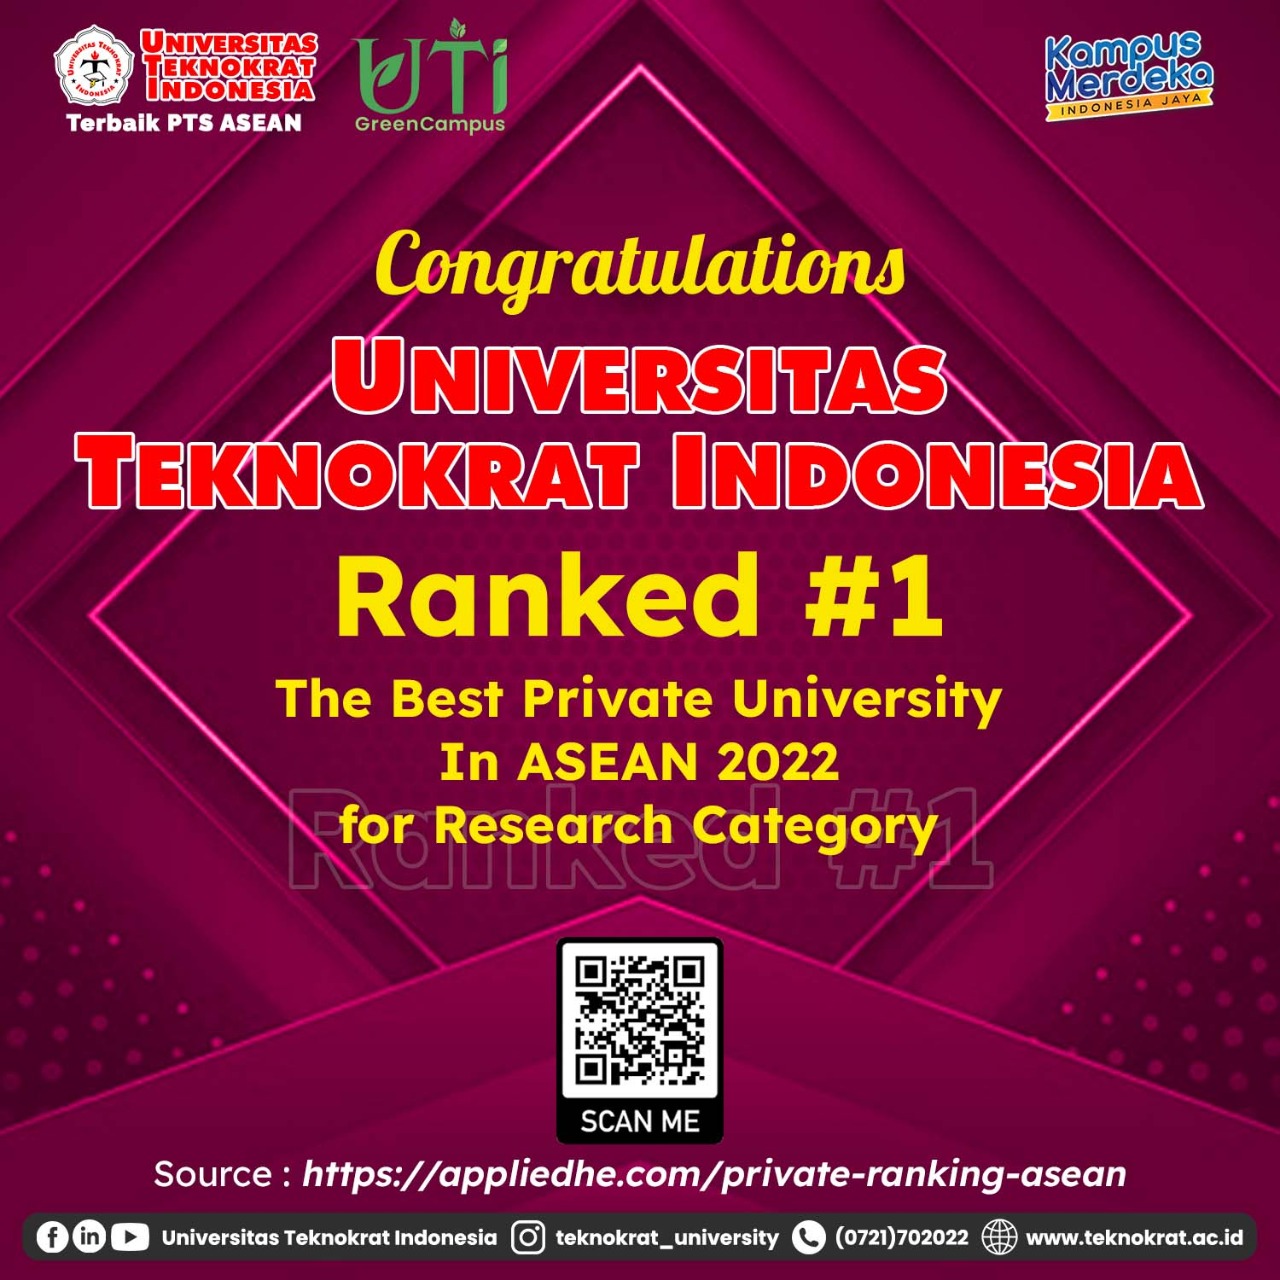 UNIVERSITAS
TEKNOKRAT
INDONESIA
Terbaik PTS ASEAN
UTI
GreenCampus
Kampus
Merdeka
INDONESIA JAYA
Congratulations
UNIVERSITAS
TEKNOKRAT INDONESIA
Ranked #1
The Best Private University
In ASEAN 2022
for Research Category
Ranked #1
SCAN ME
Source : https://appliedhe.com/private-ranking-asean
Universitas Teknokrat Indonesia teknokrat_university (0721)702022 www.teknokrat.ac.id